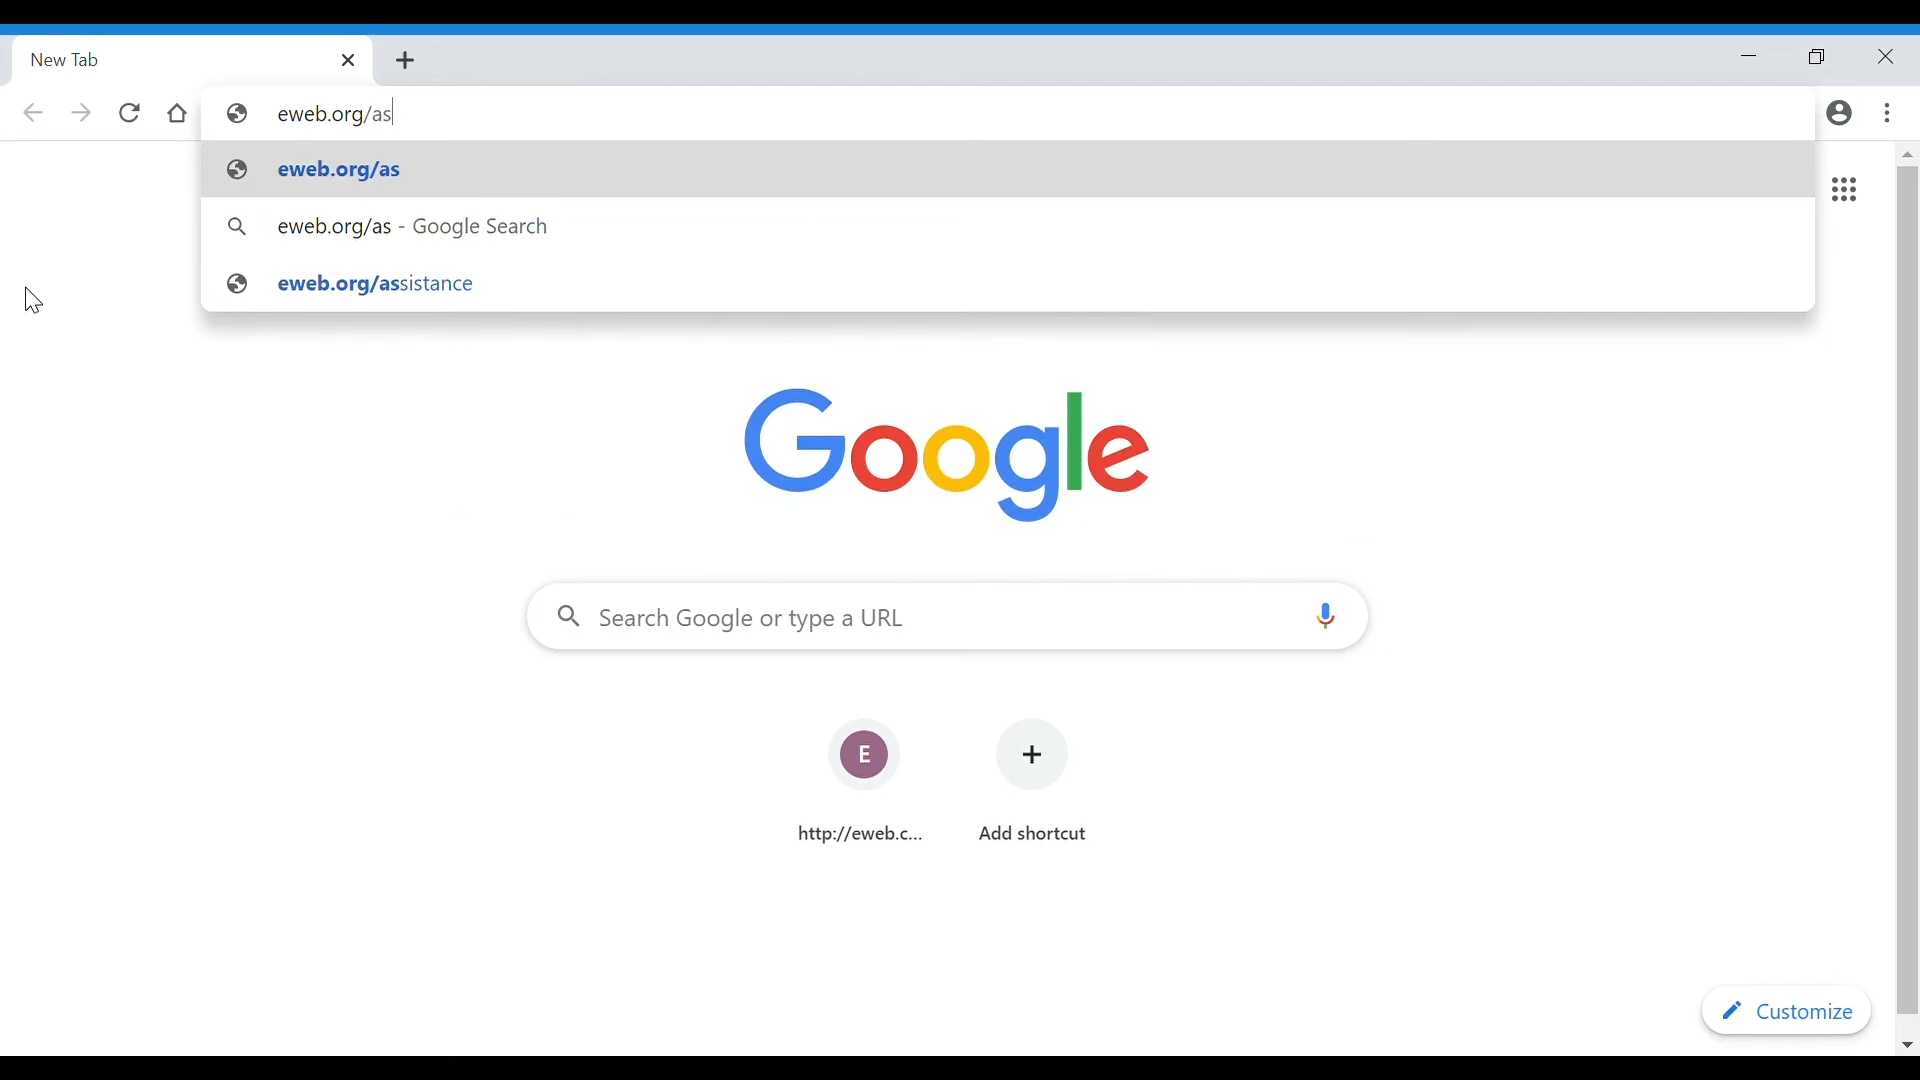 New Tab
eweb.org/as
eweb.org/as
eweb.org/as - Google Search
eweb.org/assistance
Google
Search Google or type a URL
E
http://eweb.c... Add shortcut
Customize